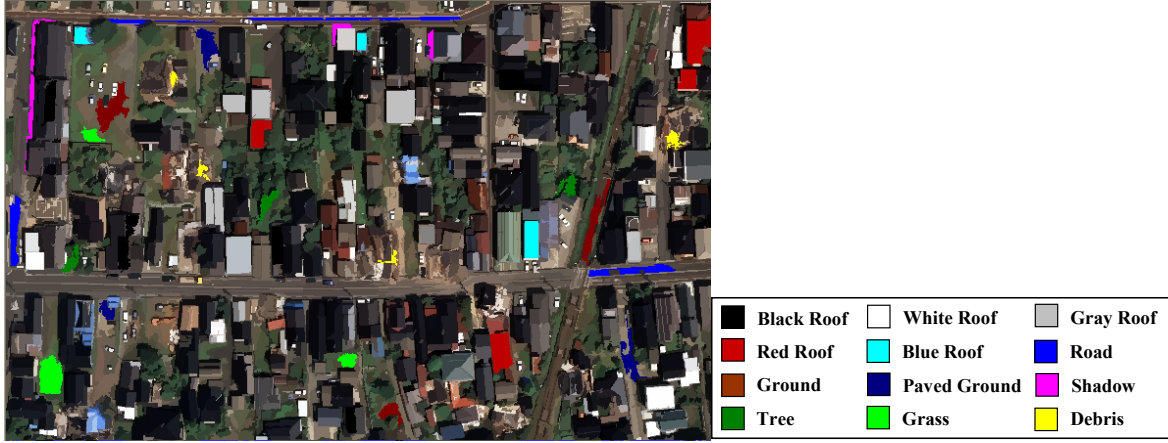 Black Roof White Roof Gray Roof
Red Roof Blue Roof Road
Ground Paved Ground Shadow
Tree Grass Debris